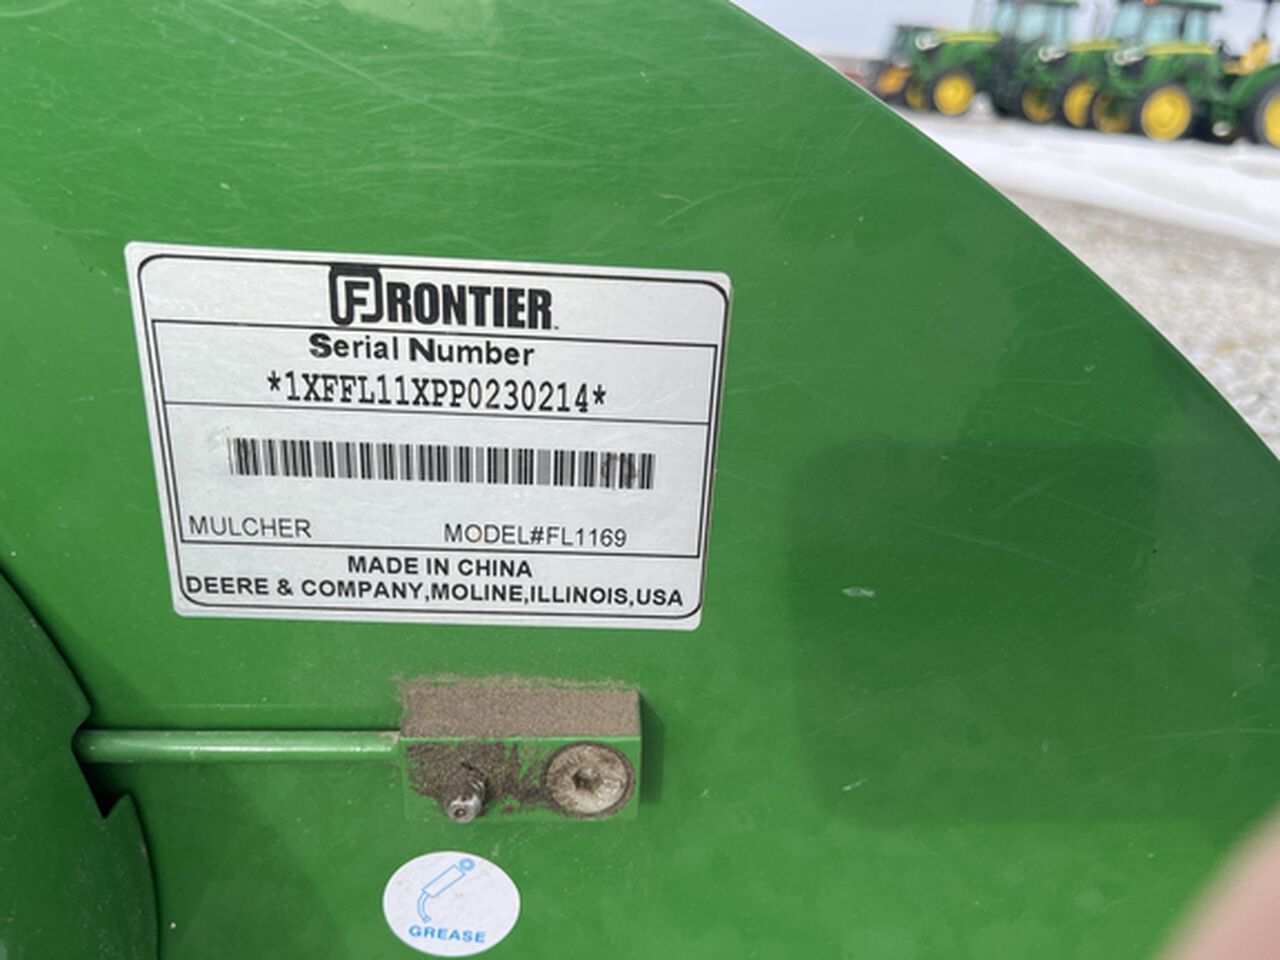 FRONTIER
Serial Number
*1XFFL11XPP0230214*
MULCHER MODEL#FL1169
MADE IN CHINA
DEERE & COMPANY,MOLINE,ILLINOIS,USA
GREASE